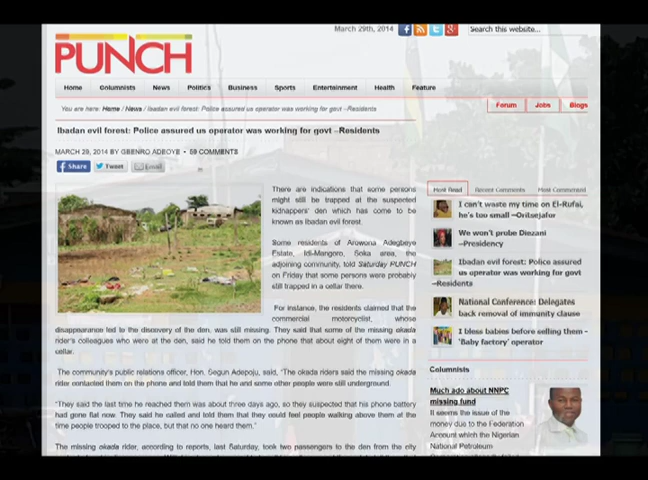 March 29th, 2014
Search this website...
PUNCH
Home Columnists News Politics Business Sports Entertainment Health Feature
You are here: Home / News / Ibadan evil forest: Police assured us operator was working for govt –Residents
Forum Jobs Blogs
Ibadan evil forest: Police assured us operator was working for govt –Residents
MARCH 29, 2014 BY GBENRO ADEOYE • 59 COMMENTS
Share Tweet Email
There are indications that some persons
might still be trapped at the suspected
kidnappers' den which has come to be
known as Ibadan evil forest.
Some residents of Arowona Adegbeye
Estate, Idi-Mangoro, Soka area, the
adjoining community, told Saturday PUNCH
on Friday that some persons were probably
still trapped in a cellar there.
For instance, the residents claimed that the
commercial motorcyclist, whose
disappearance led to the discovery of the den, was still missing. They said that some of the missing okada
rider's colleagues who were at the den, said he told them on the phone that about eight of them were in a
cellar.
The community's public relations officer, Hon. Segun Adepoju, said, "The okada riders said the missing okada
rider contacted them on the phone and told them that he and some other people were still underground.
"They said the last time he reached them was about three days ago, so they suspected that his phone battery
had gone flat now. They said he called and told them that they could feel people walking above them at the
time people trooped to the place, but that no one heard them."
The missing okada rider, according to reports, last Saturday, took two passengers to the den from the city
Most Read Recent Comments Most Commented
I can't waste my time on El-Rufai,
he's too small –Oritsejafor
We won't probe Diezani
–Presidency
Ibadan evil forest: Police assured
us operator was working for govt
–Residents
National Conference: Delegates
back removal of immunity clause
I bless babies before selling them -
'Baby factory' operator
Columnists
Much ado about NNPC
missing fund
It seems the issue of the
money due to the Federation
Account which the Nigerian
National Petroleum